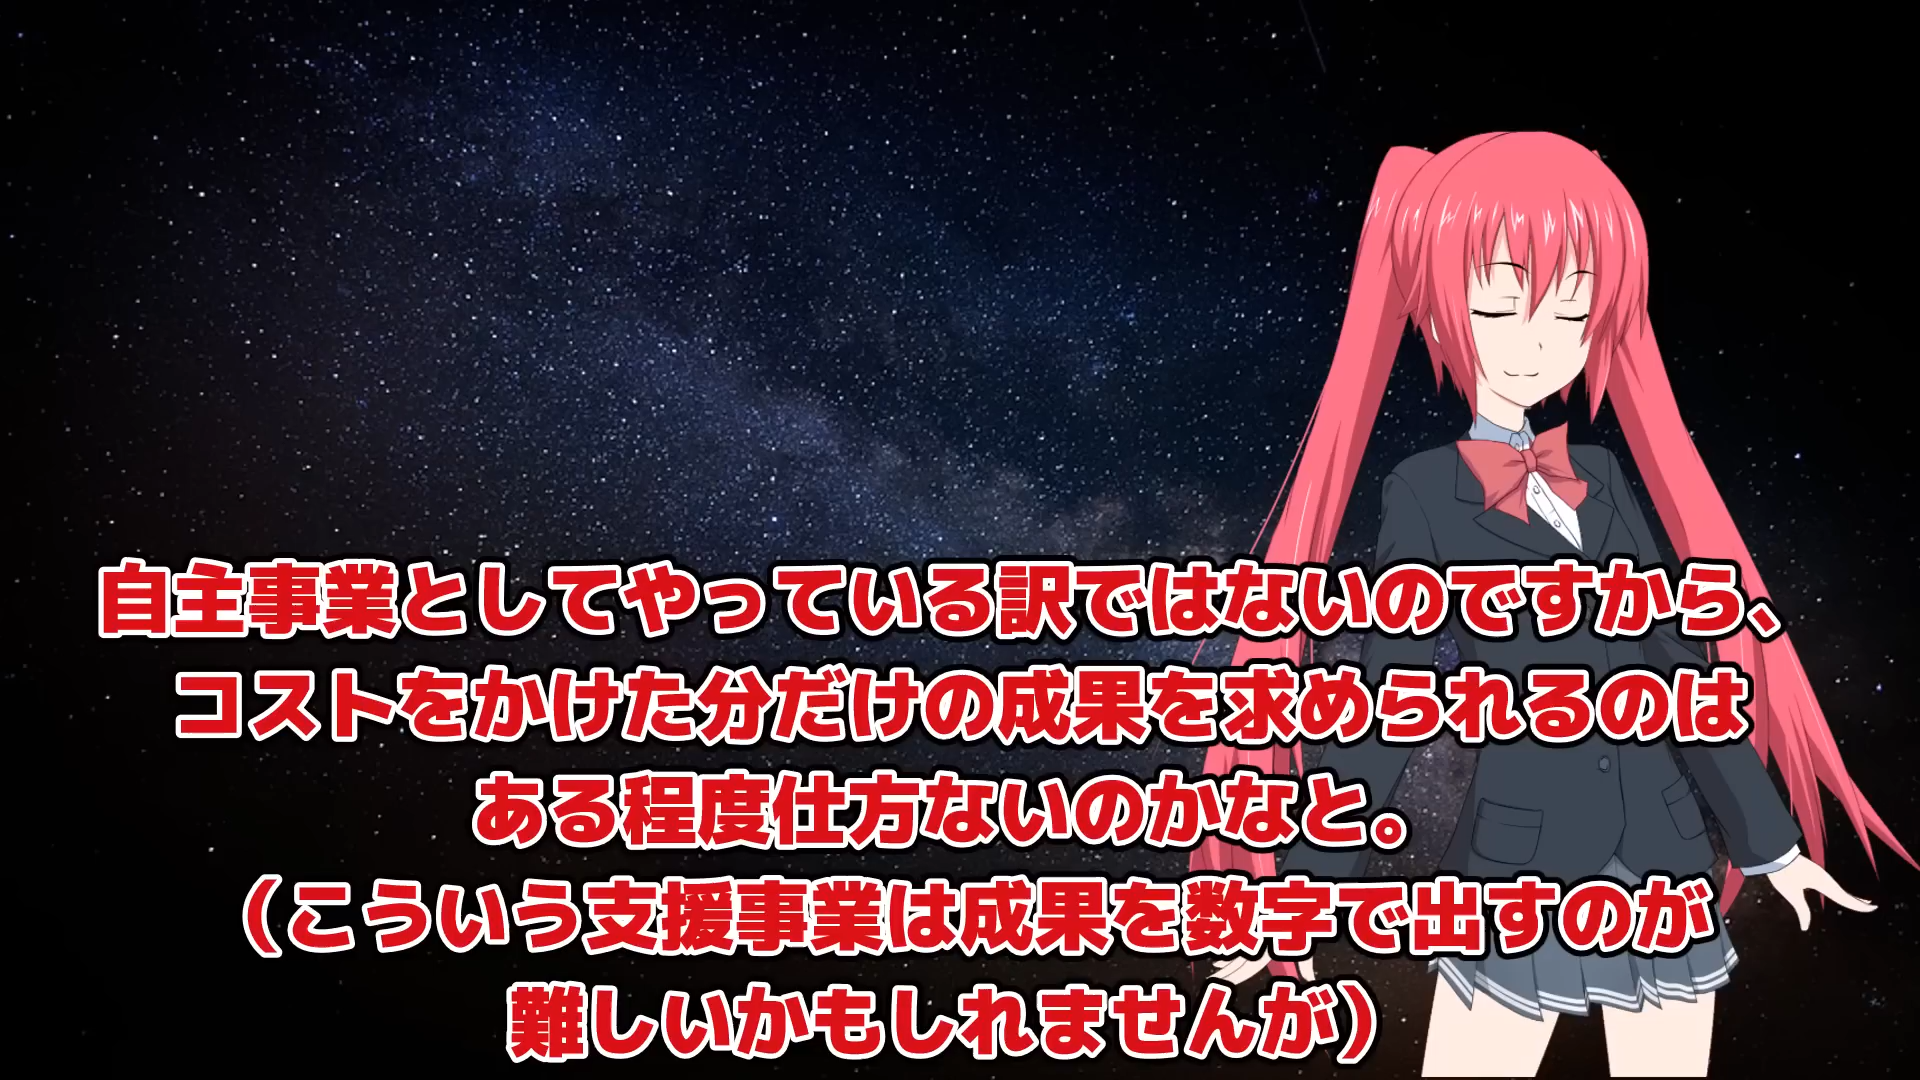 自主事業としてやっている訳ではないのですから、
コストをかけた分だけの成果を求められるのは
ある程度仕方ないのかなと。
（こういう支援事業は成果を数字で出すのが
難しいかもしれませんが）